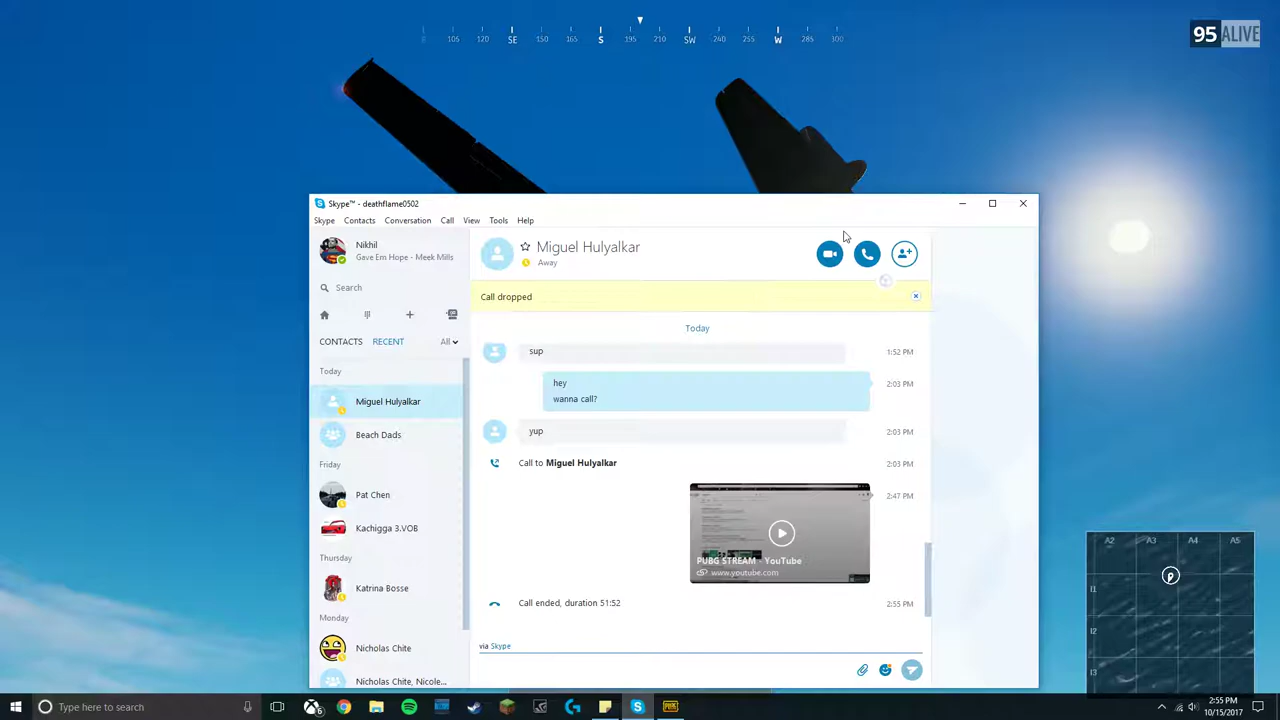 105 120 SE 150 165 S 195 210 SW 240 255 W 285 300
95 ALIVE
Skype™ - deathflame0502
Skype Contacts Conversation Call View Tools Help
Nikhil
Gave Em Hope - Meek Mills
Search
CONTACTS RECENT All
Today
Miguel Hulyalkar
Beach Dads
Friday
Pat Chen
Kachigga 3.VOB
Thursday
Katrina Bosse
Monday
Nicholas Chite
Nicholas Chite, Nicole...
Miguel Hulyalkar
Away
Call dropped
Today
sup 1:52 PM
hey 2:03 PM
wanna call?
yup 2:03 PM
Call to Miguel Hulyalkar 2:03 PM
2:47 PM
PUBG STREAM - YouTube
www.youtube.com
Call ended, duration 51:52 2:55 PM
via Skype
A2 A3 A4 A5
I1
I2
I3
Type here to search
2:55 PM
10/15/2017